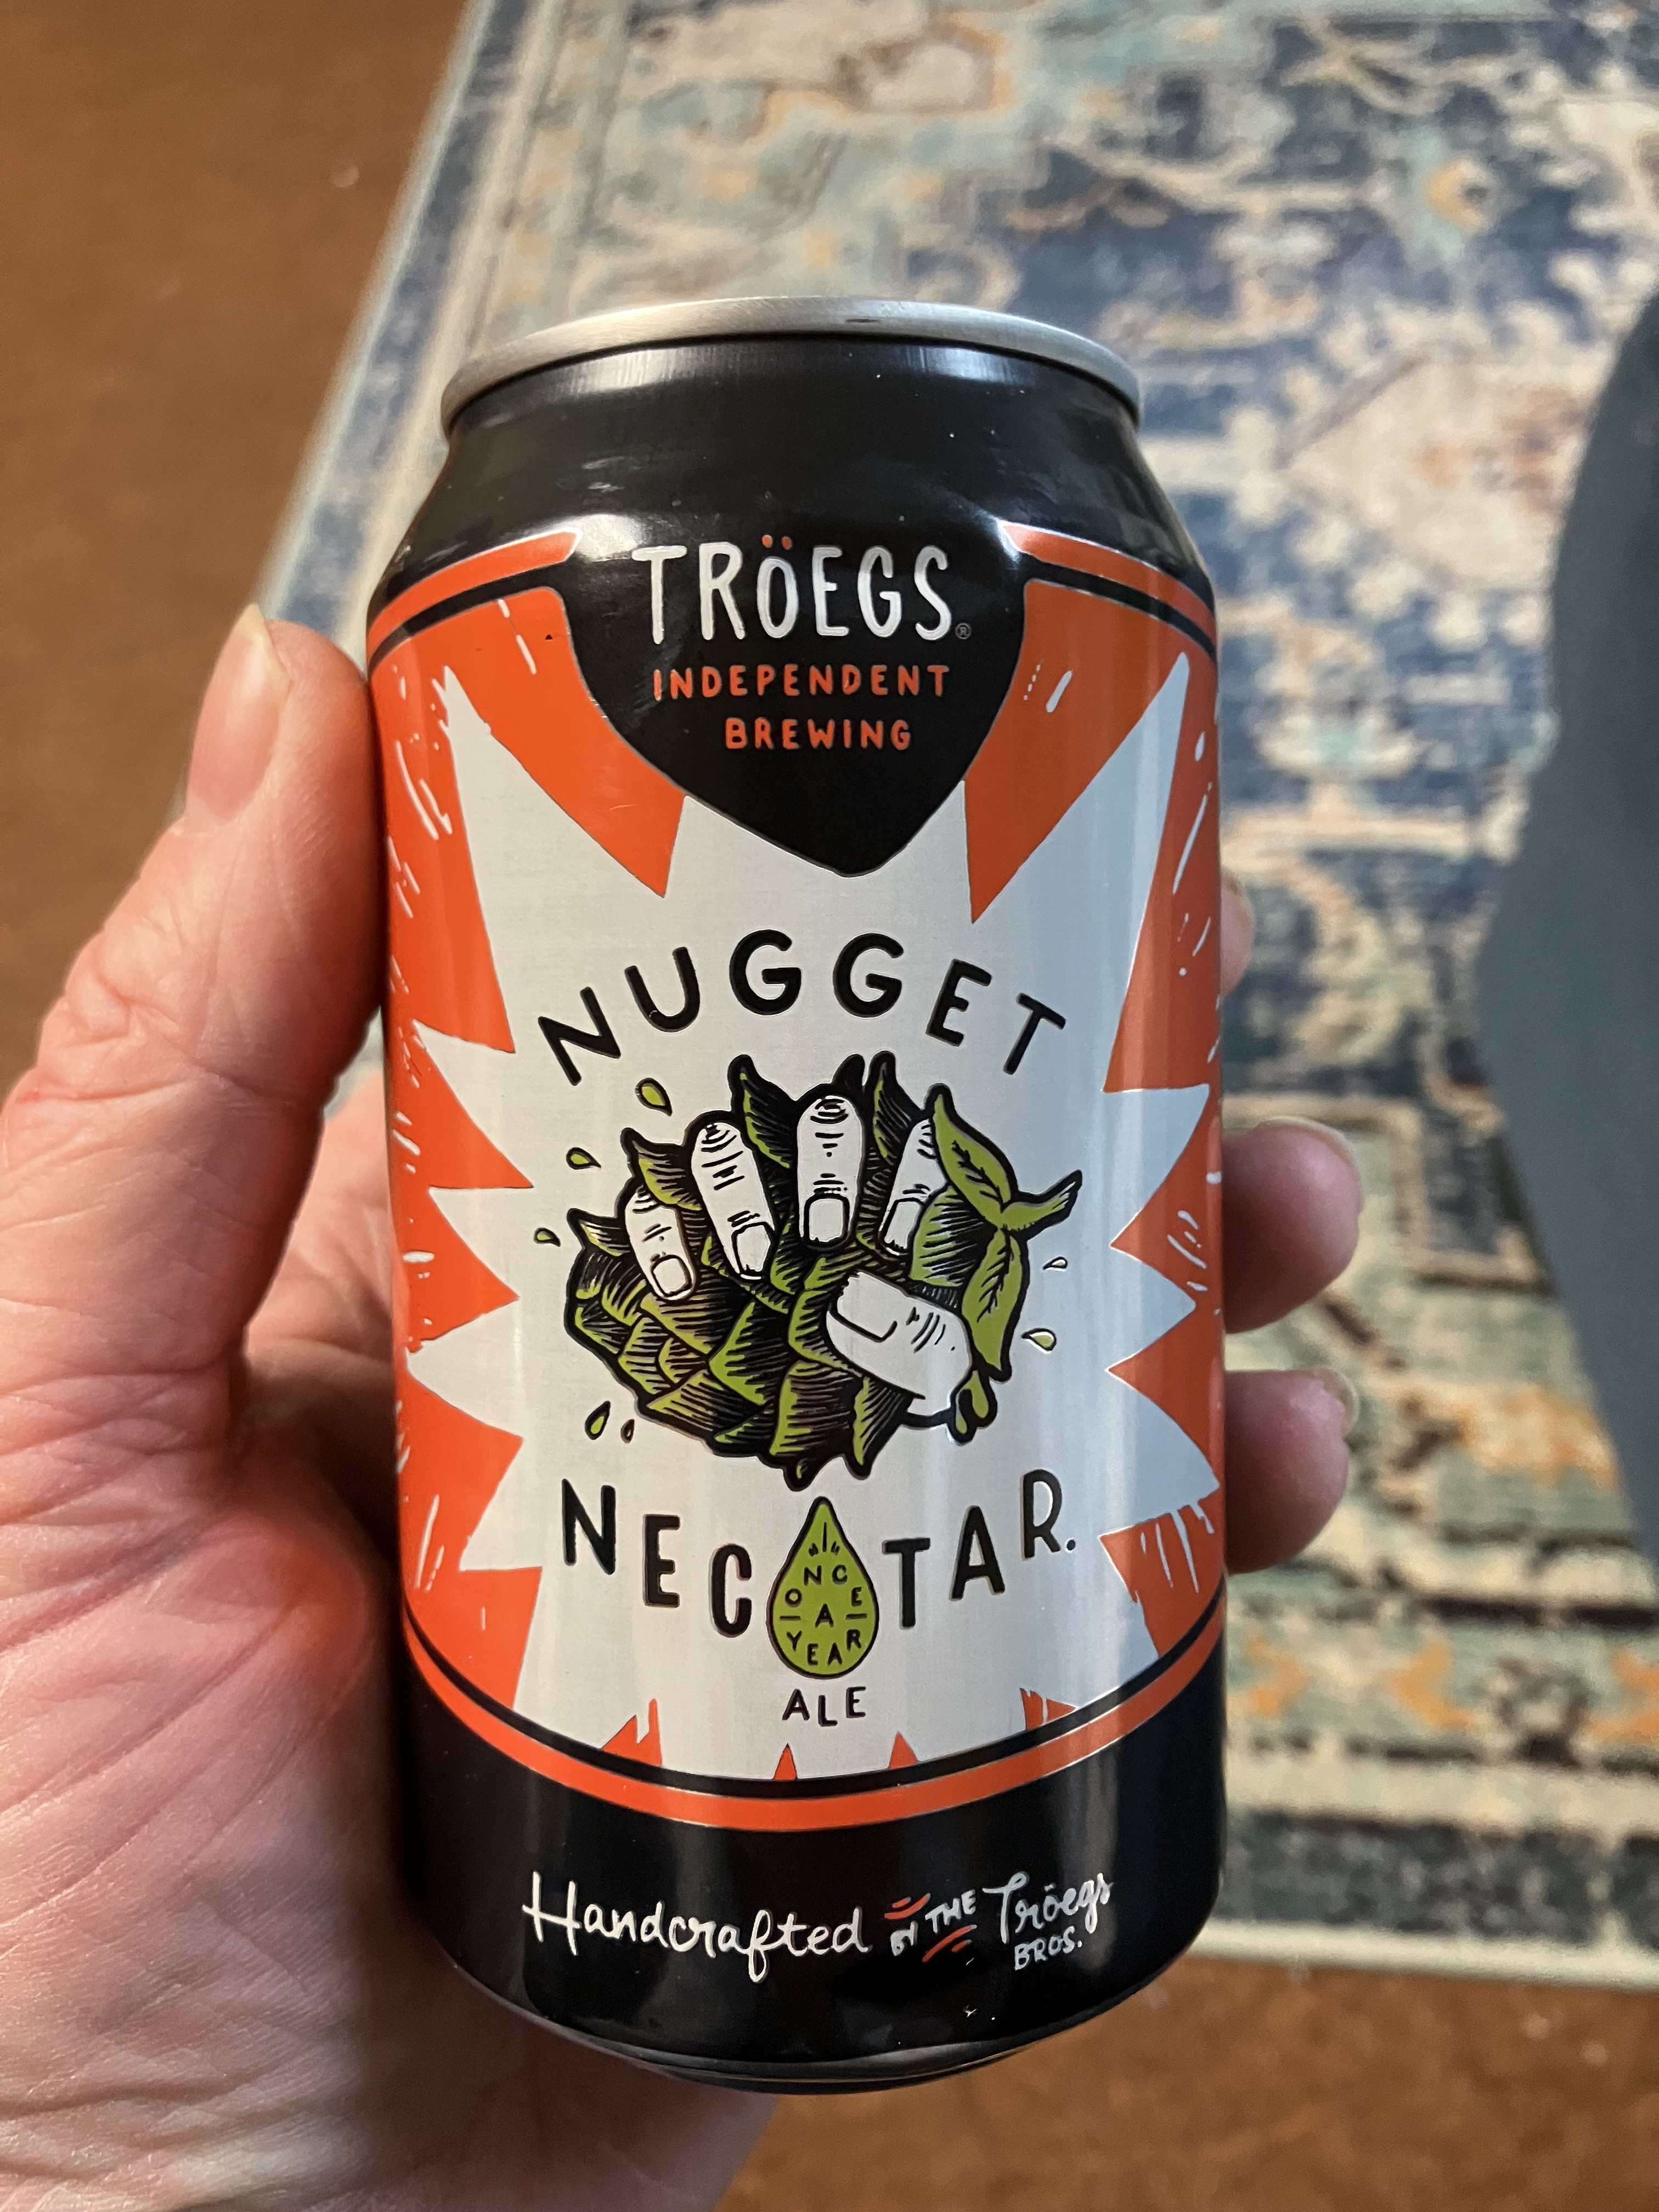 TRÖEGS®
INDEPENDENT
BREWING
NUGGET
NECTAR.
ONCE
A
YEAR
ALE
Handcrafted BY THE Tröegs
BROS.